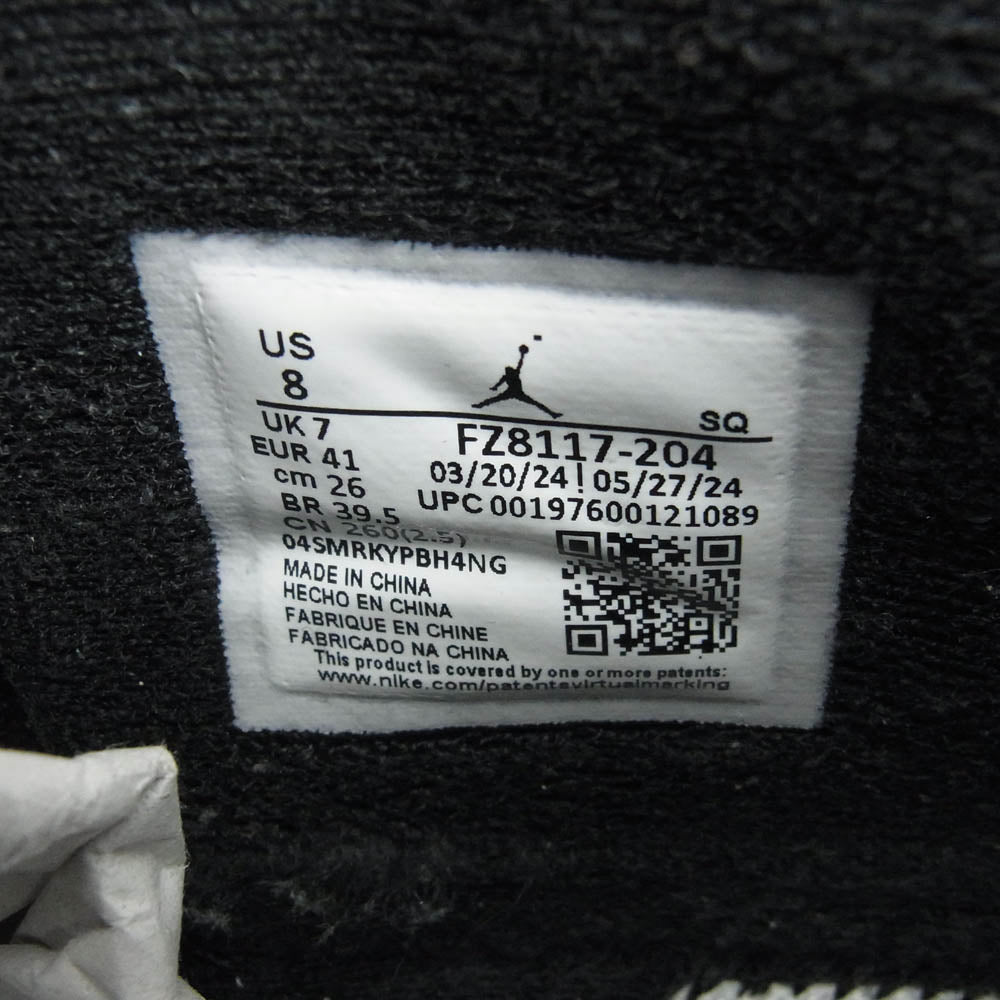 US
8
SQ
UK 7
FZ8117-204
EUR 41
03/20/24 | 05/27/24
cm 26
UPC 00197600121089
BR 39.5
CN 260(2.5)
04SMRKYPBH4NG
MADE IN CHINA
HECHO EN CHINA
FABRIQUE EN CHINE
FABRICADO NA CHINA
This product is covered by one or more patents:
www.nike.com/patentsvirtualmarking